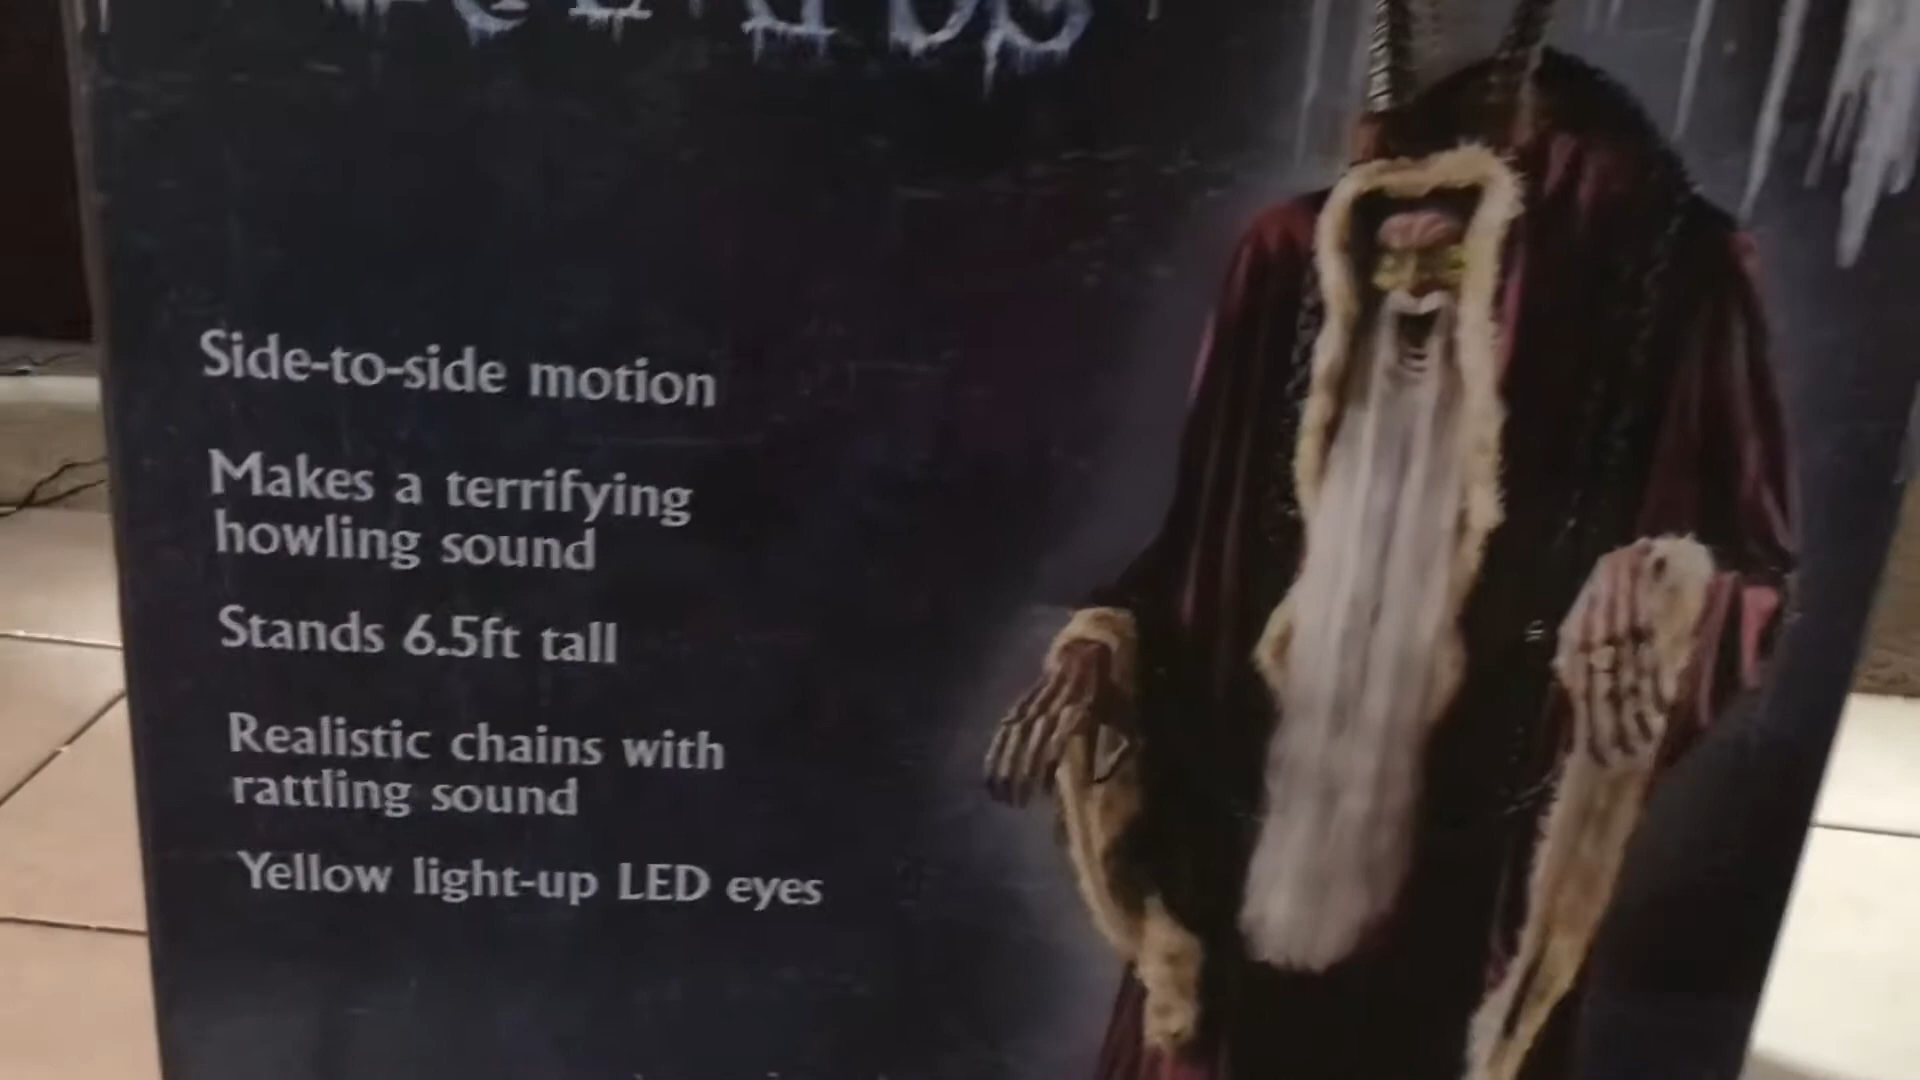 Side-to-side motion
Makes a terrifying
howling sound
Stands 6.5ft tall
Realistic chains with
rattling sound
Yellow light-up LED eyes